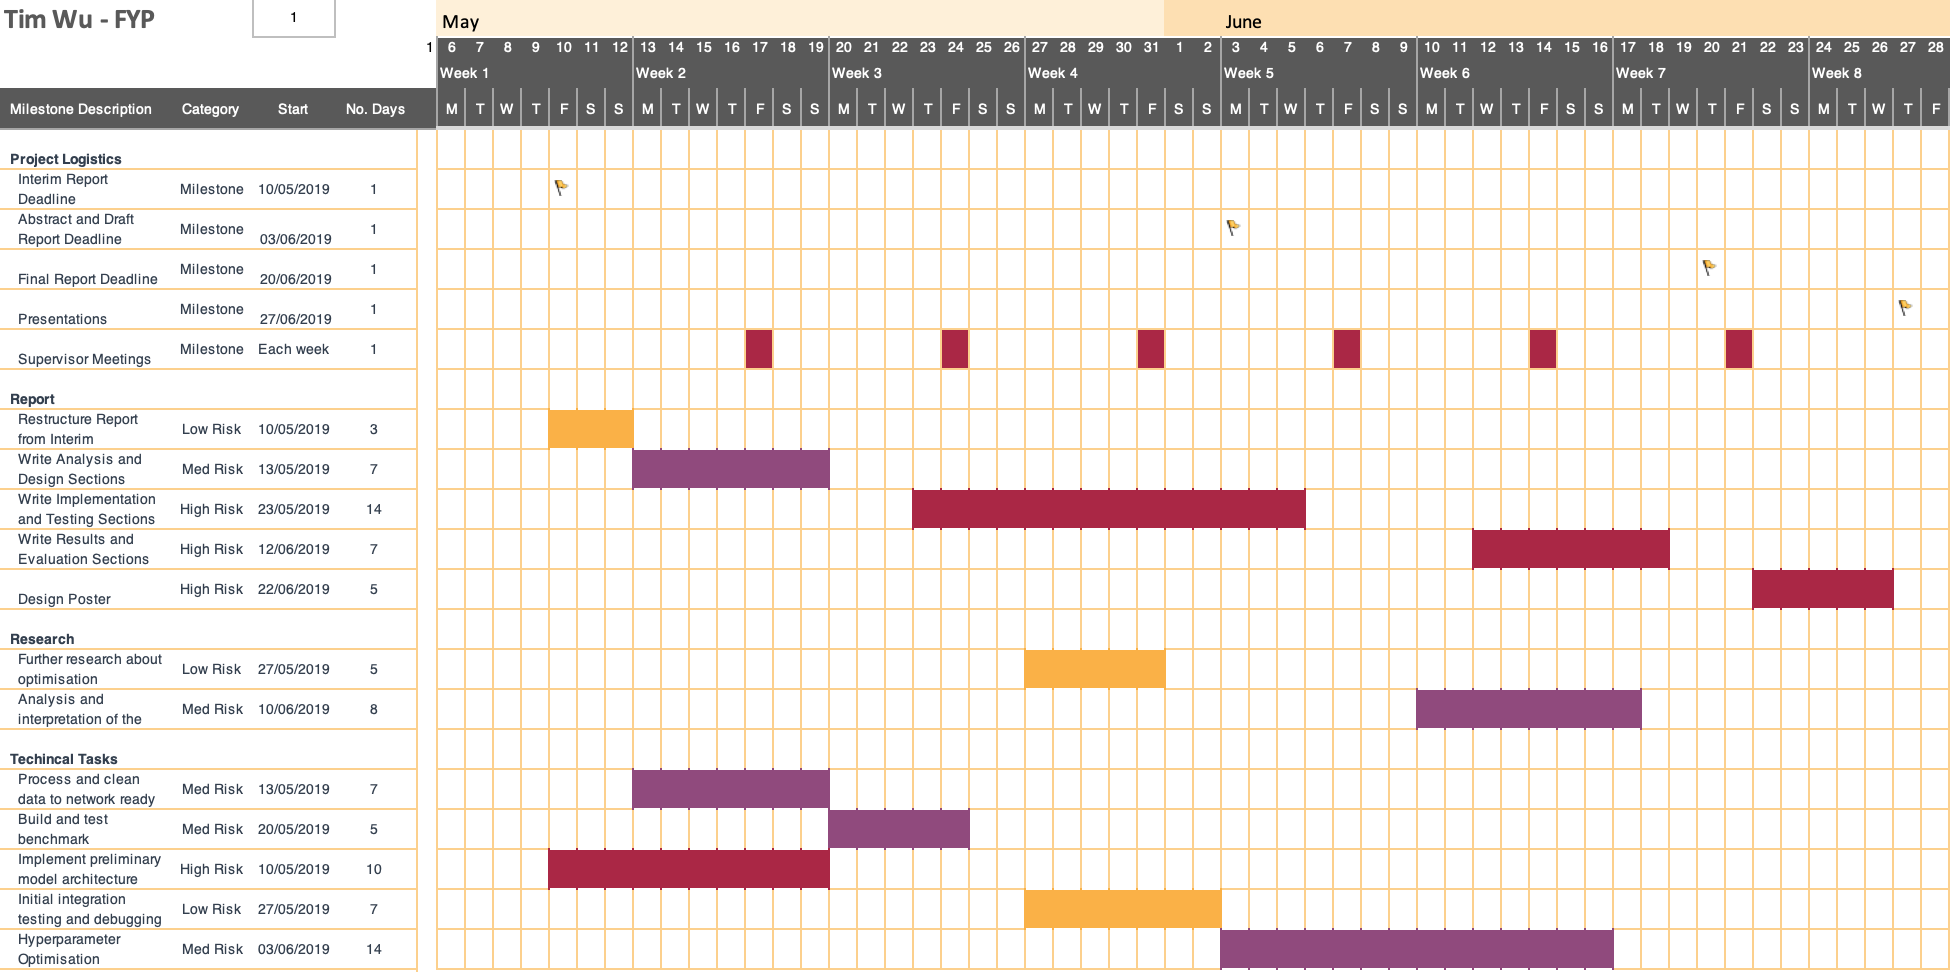 Tim Wu - FYP
1
May
June
1 6 7 8 9 10 11 12 13 14 15 16 17 18 19 20 21 22 23 24 25 26 27 28 29 30 31 1 2 3 4 5 6 7 8 9 10 11 12 13 14 15 16 17 18 19 20 21 22 23 24 25 26 27 28
Week 1 Week 2 Week 3 Week 4 Week 5 Week 6 Week 7 Week 8
Milestone Description Category Start No. Days M T W T F S S M T W T F S S M T W T F S S M T W T F S S M T W T F S S M T W T F S S M T W T F S S M T W T F
Project Logistics
Interim Report
Deadline
Milestone 10/05/2019 1
Abstract and Draft
Report Deadline
Milestone 03/06/2019 1
Final Report Deadline
Milestone 20/06/2019 1
Presentations
Milestone 27/06/2019 1
Supervisor Meetings
Milestone Each week 1
Report
Restructure Report
from Interim
Low Risk 10/05/2019 3
Write Analysis and
Design Sections
Med Risk 13/05/2019 7
Write Implementation
and Testing Sections
High Risk 23/05/2019 14
Write Results and
Evaluation Sections
High Risk 12/06/2019 7
Design Poster
High Risk 22/06/2019 5
Research
Further research about
optimisation
Low Risk 27/05/2019 5
Analysis and
interpretation of the
Med Risk 10/06/2019 8
Techincal Tasks
Process and clean
data to network ready
Med Risk 13/05/2019 7
Build and test
benchmark
Med Risk 20/05/2019 5
Implement preliminary
model architecture
High Risk 10/05/2019 10
Initial integration
testing and debugging
Low Risk 27/05/2019 7
Hyperparameter
Optimisation
Med Risk 03/06/2019 14